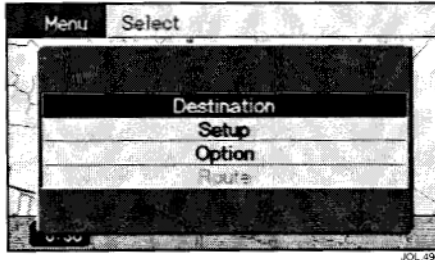 Menu Select
Destination
Setup
Option
Route
JOL.49